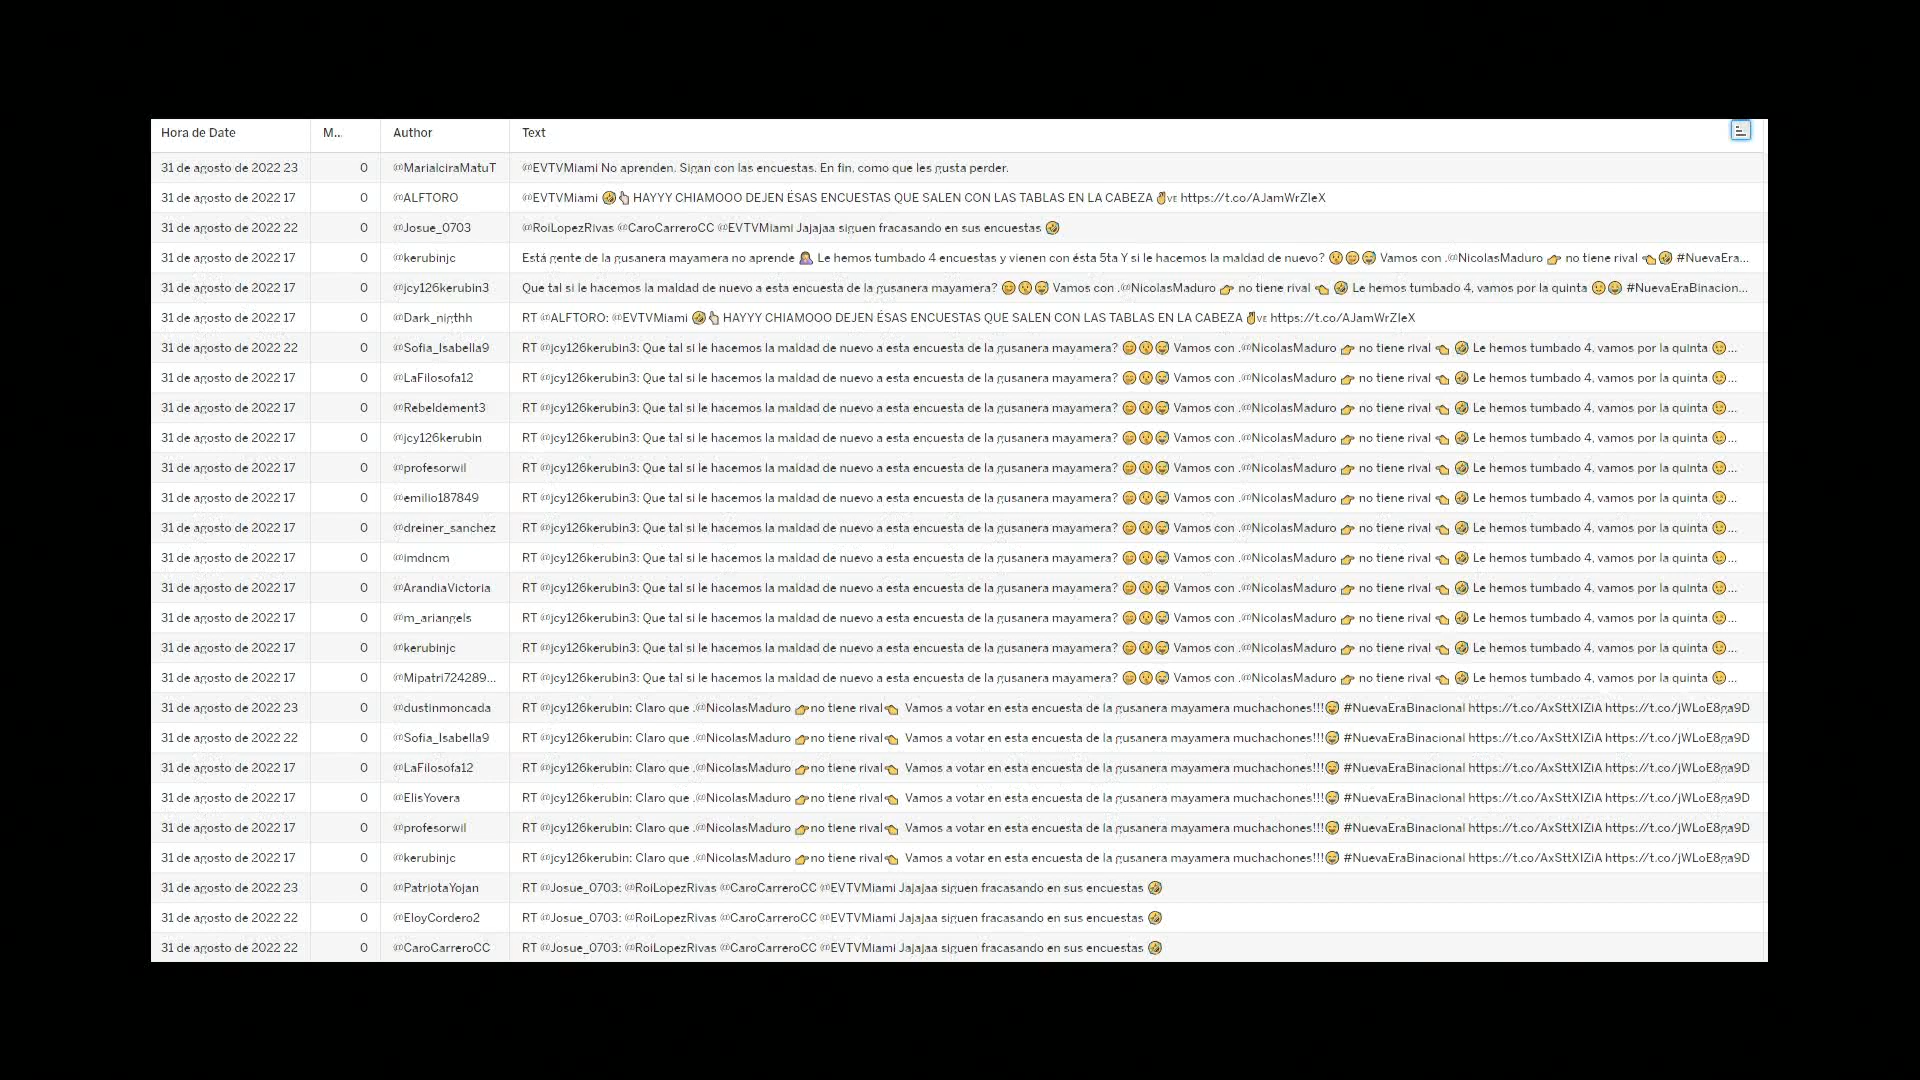 Hora de Date M.. Author Text
31 de agosto de 2022 23 0 @MarialciraMatuT @EVTVMiami No aprenden. Sigan con las encuestas. En fin, como que les gusta perder.
31 de agosto de 2022 17 0 @ALFTORO @EVTVMiami 🤣👆 HAYYY CHIAMOOO DEJEN ÉSAS ENCUESTAS QUE SALEN CON LAS TABLAS EN LA CABEZA ✌VE https://t.co/AJamWrZIeX
31 de agosto de 2022 22 0 @Josue_0703 @RoiLopezRivas @CaroCarreroCC @EVTVMiami Jajajaa siguen fracasando en sus encuestas 🤣
31 de agosto de 2022 17 0 @kerubinjc Está gente de la gusanera mayamera no aprende 🤦 Le hemos tumbado 4 encuestas y vienen con ésta 5ta Y si le hacemos la maldad de nuevo? 🤔😁😅 Vamos con .@NicolasMaduro 👉 no tiene rival 👈🤣 #NuevaEra...
31 de agosto de 2022 17 0 @jcy126kerubin3 Que tal si le hacemos la maldad de nuevo a esta encuesta de la gusanera mayamera? 😁🤔😅 Vamos con .@NicolasMaduro 👉 no tiene rival 👈 🤣 Le hemos tumbado 4, vamos por la quinta 😉😂 #NuevaEraBinacion...
31 de agosto de 2022 17 0 @Dark_nigthh RT @ALFTORO: @EVTVMiami 🤣👆 HAYYY CHIAMOOO DEJEN ÉSAS ENCUESTAS QUE SALEN CON LAS TABLAS EN LA CABEZA ✌VE https://t.co/AJamWrZIeX
31 de agosto de 2022 22 0 @Sofia_Isabella9 RT @jcy126kerubin3: Que tal si le hacemos la maldad de nuevo a esta encuesta de la gusanera mayamera? 😁🤔😅 Vamos con .@NicolasMaduro 👉 no tiene rival 👈 🤣 Le hemos tumbado 4, vamos por la quinta 😉...
31 de agosto de 2022 17 0 @LaFilosofa12 RT @jcy126kerubin3: Que tal si le hacemos la maldad de nuevo a esta encuesta de la gusanera mayamera? 😁🤔😅 Vamos con .@NicolasMaduro 👉 no tiene rival 👈 🤣 Le hemos tumbado 4, vamos por la quinta 😉...
31 de agosto de 2022 17 0 @Rebeldement3 RT @jcy126kerubin3: Que tal si le hacemos la maldad de nuevo a esta encuesta de la gusanera mayamera? 😁🤔😅 Vamos con .@NicolasMaduro 👉 no tiene rival 👈 🤣 Le hemos tumbado 4, vamos por la quinta 😉...
31 de agosto de 2022 17 0 @jcy126kerubin RT @jcy126kerubin3: Que tal si le hacemos la maldad de nuevo a esta encuesta de la gusanera mayamera? 😁🤔😅 Vamos con .@NicolasMaduro 👉 no tiene rival 👈 🤣 Le hemos tumbado 4, vamos por la quinta 😉...
31 de agosto de 2022 17 0 @profesorwil RT @jcy126kerubin3: Que tal si le hacemos la maldad de nuevo a esta encuesta de la gusanera mayamera? 😁🤔😅 Vamos con .@NicolasMaduro 👉 no tiene rival 👈 🤣 Le hemos tumbado 4, vamos por la quinta 😉...
31 de agosto de 2022 17 0 @emilio187849 RT @jcy126kerubin3: Que tal si le hacemos la maldad de nuevo a esta encuesta de la gusanera mayamera? 😁🤔😅 Vamos con .@NicolasMaduro 👉 no tiene rival 👈 🤣 Le hemos tumbado 4, vamos por la quinta 😉...
31 de agosto de 2022 17 0 @dreiner_sanchez RT @jcy126kerubin3: Que tal si le hacemos la maldad de nuevo a esta encuesta de la gusanera mayamera? 😁🤔😅 Vamos con .@NicolasMaduro 👉 no tiene rival 👈 🤣 Le hemos tumbado 4, vamos por la quinta 😉...
31 de agosto de 2022 17 0 @imdncm RT @jcy126kerubin3: Que tal si le hacemos la maldad de nuevo a esta encuesta de la gusanera mayamera? 😁🤔😅 Vamos con .@NicolasMaduro 👉 no tiene rival 👈 🤣 Le hemos tumbado 4, vamos por la quinta 😉...
31 de agosto de 2022 17 0 @ArandiaVictoria RT @jcy126kerubin3: Que tal si le hacemos la maldad de nuevo a esta encuesta de la gusanera mayamera? 😁🤔😅 Vamos con .@NicolasMaduro 👉 no tiene rival 👈 🤣 Le hemos tumbado 4, vamos por la quinta 😉...
31 de agosto de 2022 17 0 @m_ariangels RT @jcy126kerubin3: Que tal si le hacemos la maldad de nuevo a esta encuesta de la gusanera mayamera? 😁🤔😅 Vamos con .@NicolasMaduro 👉 no tiene rival 👈 🤣 Le hemos tumbado 4, vamos por la quinta 😉...
31 de agosto de 2022 17 0 @kerubinjc RT @jcy126kerubin3: Que tal si le hacemos la maldad de nuevo a esta encuesta de la gusanera mayamera? 😁🤔😅 Vamos con .@NicolasMaduro 👉 no tiene rival 👈 🤣 Le hemos tumbado 4, vamos por la quinta 😉...
31 de agosto de 2022 17 0 @Mipatri724289... RT @jcy126kerubin3: Que tal si le hacemos la maldad de nuevo a esta encuesta de la gusanera mayamera? 😁🤔😅 Vamos con .@NicolasMaduro 👉 no tiene rival 👈 🤣 Le hemos tumbado 4, vamos por la quinta 😉...
31 de agosto de 2022 23 0 @dustinmoncada RT @jcy126kerubin: Claro que .@NicolasMaduro 👉no tiene rival👈 Vamos a votar en esta encuesta de la gusanera mayamera muchachones!!!😅 #NuevaEraBinacional https://t.co/AxSttXIZiA https://t.co/jWLoE8ga9D
31 de agosto de 2022 22 0 @Sofia_Isabella9 RT @jcy126kerubin: Claro que .@NicolasMaduro 👉no tiene rival👈 Vamos a votar en esta encuesta de la gusanera mayamera muchachones!!!😅 #NuevaEraBinacional https://t.co/AxSttXIZiA https://t.co/jWLoE8ga9D
31 de agosto de 2022 17 0 @LaFilosofa12 RT @jcy126kerubin: Claro que .@NicolasMaduro 👉no tiene rival👈 Vamos a votar en esta encuesta de la gusanera mayamera muchachones!!!😅 #NuevaEraBinacional https://t.co/AxSttXIZiA https://t.co/jWLoE8ga9D
31 de agosto de 2022 17 0 @ElisYovera RT @jcy126kerubin: Claro que .@NicolasMaduro 👉no tiene rival👈 Vamos a votar en esta encuesta de la gusanera mayamera muchachones!!!😅 #NuevaEraBinacional https://t.co/AxSttXIZiA https://t.co/jWLoE8ga9D
31 de agosto de 2022 17 0 @profesorwil RT @jcy126kerubin: Claro que .@NicolasMaduro 👉no tiene rival👈 Vamos a votar en esta encuesta de la gusanera mayamera muchachones!!!😅 #NuevaEraBinacional https://t.co/AxSttXIZiA https://t.co/jWLoE8ga9D
31 de agosto de 2022 17 0 @kerubinjc RT @jcy126kerubin: Claro que .@NicolasMaduro 👉no tiene rival👈 Vamos a votar en esta encuesta de la gusanera mayamera muchachones!!!😅 #NuevaEraBinacional https://t.co/AxSttXIZiA https://t.co/jWLoE8ga9D
31 de agosto de 2022 23 0 @PatriotaYojan RT @Josue_0703: @RoiLopezRivas @CaroCarreroCC @EVTVMiami Jajajaa siguen fracasando en sus encuestas 🤣
31 de agosto de 2022 22 0 @EloyCordero2 RT @Josue_0703: @RoiLopezRivas @CaroCarreroCC @EVTVMiami Jajajaa siguen fracasando en sus encuestas 🤣
31 de agosto de 2022 22 0 @CaroCarreroCC RT @Josue_0703: @RoiLopezRivas @CaroCarreroCC @EVTVMiami Jajajaa siguen fracasando en sus encuestas 🤣